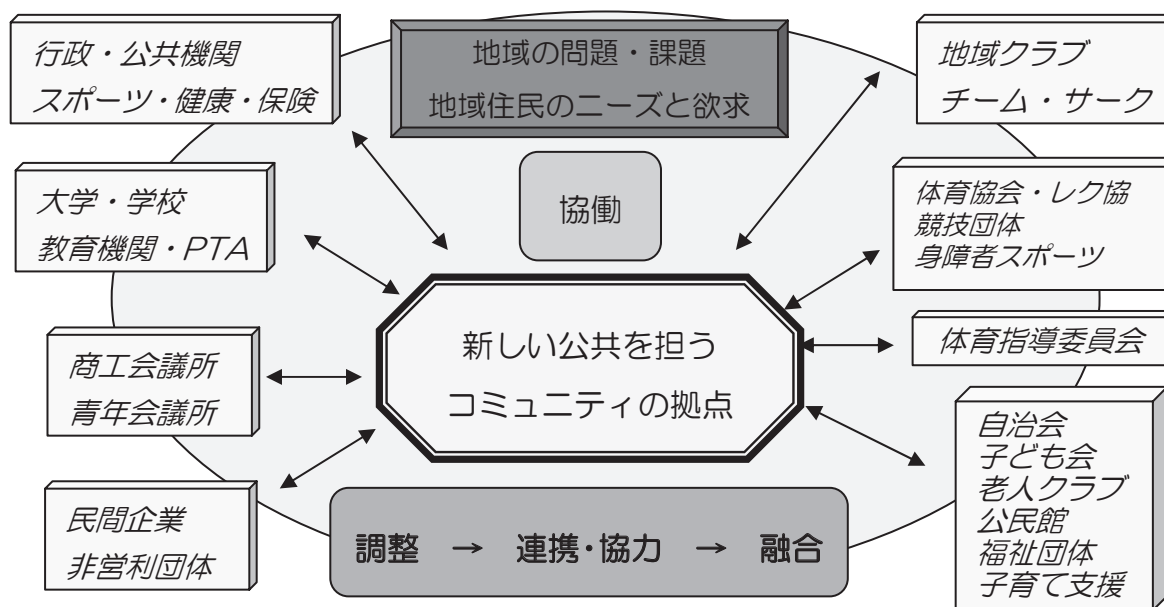 行政・公共機関
スポーツ・健康・保険
地域の問題・課題
地域住民のニーズと欲求
地域クラブ
チーム・サーク
大学・学校
教育機関・PTA
協働
体育協会・レク協
競技団体
身障者スポーツ
新しい公共を担う
コミュニティの拠点
商工会議所
青年会議所
体育指導委員会
民間企業
非営利団体
調整 → 連携・協力 → 融合
自治会
子ども会
老人クラブ
公民館
福祉団体
子育て支援